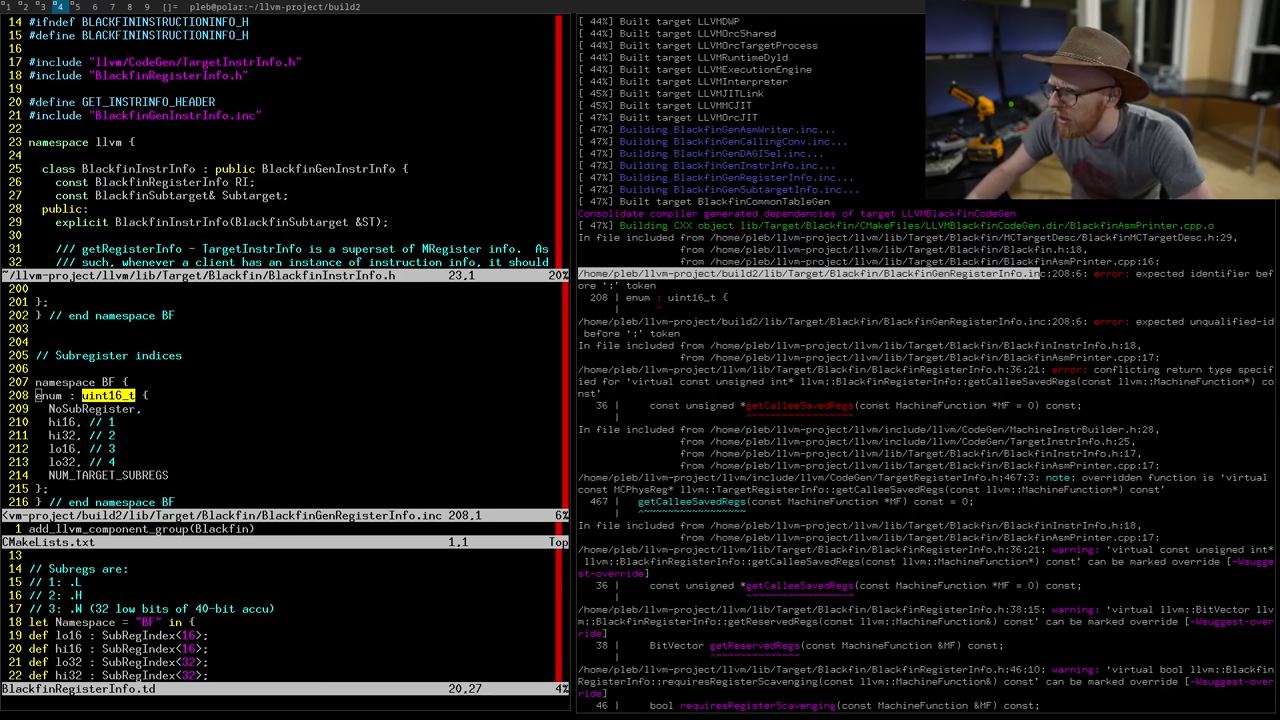 1 2 3 4 5 6 7 8 9 []= pleb@polar:~/llvm-project/build2
14 #ifndef BLACKFININSTRUCTIONINFO_H
15 #define BLACKFININSTRUCTIONINFO_H
16
17 #include "llvm/CodeGen/TargetInstrInfo.h"
18 #include "BlackfinRegisterInfo.h"
19
20 #define GET_INSTRINFO_HEADER
21 #include "BlackfinGenInstrInfo.inc"
22
23 namespace llvm {
24
25 class BlackfinInstrInfo : public BlackfinGenInstrInfo {
26 const BlackfinRegisterInfo RI;
27 const BlackfinSubtarget& Subtarget;
28 public:
29 explicit BlackfinInstrInfo(BlackfinSubtarget &ST);
30
31 /// getRegisterInfo - TargetInstrInfo is a superset of MRegister info. As
32 /// such, whenever a client has an instance of instruction info, it should
~/llvm-project/llvm/lib/Target/Blackfin/BlackfinInstrInfo.h 23,1 20%
200
201 };
202 } // end namespace BF
203
204
205 // Subregister indices
206
207 namespace BF {
208 enum : uint16_t {
209 NoSubRegister,
210 hi16, // 1
211 hi32, // 2
212 lo16, // 3
213 lo32, // 4
214 NUM_TARGET_SUBREGS
215 };
216 } // end namespace BF
<vm-project/build2/lib/Target/Blackfin/BlackfinGenRegisterInfo.inc 208,1 6%
1 add_llvm_component_group(Blackfin)
CMakeLists.txt 1,1 Top
13
14 // Subregs are:
15 // 1: .L
16 // 2: .H
17 // 3: .W (32 low bits of 40-bit accu)
18 let Namespace = "BF" in {
19 def lo16 : SubRegIndex<16>;
20 def hi16 : SubRegIndex<16>;
21 def lo32 : SubRegIndex<32>;
22 def hi32 : SubRegIndex<32>;
BlackfinRegisterInfo.td 20,27 4%
[ 44%] Built target LLVMDWP
[ 44%] Built target LLVMOrcShared
[ 44%] Built target LLVMOrcTargetProcess
[ 44%] Built target LLVMRuntimeDyld
[ 44%] Built target LLVMExecutionEngine
[ 44%] Built target LLVMInterpreter
[ 45%] Built target LLVMJITLink
[ 45%] Built target LLVMMCJIT
[ 47%] Built target LLVMOrcJIT
[ 47%] Building BlackfinGenAsmWriter.inc...
[ 47%] Building BlackfinGenCallingConv.inc...
[ 47%] Building BlackfinGenDAGISel.inc...
[ 47%] Building BlackfinGenInstrInfo.inc...
[ 47%] Building BlackfinGenRegisterInfo.inc...
[ 47%] Building BlackfinGenSubtargetInfo.inc...
[ 47%] Built target BlackfinCommonTableGen
Consolidate compiler generated dependencies of target LLVMBlackfinCodeGen
[ 47%] Building CXX object lib/Target/Blackfin/CMakeFiles/LLVMBlackfinCodeGen.dir/BlackfinAsmPrinter.cpp.o
In file included from /home/pleb/llvm-project/llvm/lib/Target/Blackfin/MCTargetDesc/BlackfinMCTargetDesc.h:29,
from /home/pleb/llvm-project/llvm/lib/Target/Blackfin/Blackfin.h:18,
from /home/pleb/llvm-project/llvm/lib/Target/Blackfin/BlackfinAsmPrinter.cpp:16:
/home/pleb/llvm-project/build2/lib/Target/Blackfin/BlackfinGenRegisterInfo.inc:208:6: error: expected identifier bef
ore ':' token
208 | enum : uint16_t {
| ^
/home/pleb/llvm-project/build2/lib/Target/Blackfin/BlackfinGenRegisterInfo.inc:208:6: error: expected unqualified-id
before ':' token
In file included from /home/pleb/llvm-project/llvm/lib/Target/Blackfin/BlackfinInstrInfo.h:18,
from /home/pleb/llvm-project/llvm/lib/Target/Blackfin/BlackfinAsmPrinter.cpp:17:
/home/pleb/llvm-project/llvm/lib/Target/Blackfin/BlackfinRegisterInfo.h:36:21: error: conflicting return type specif
ied for 'virtual const unsigned int* llvm::BlackfinRegisterInfo::getCalleeSavedRegs(const llvm::MachineFunction*) co
nst'
36 | const unsigned *getCalleeSavedRegs(const MachineFunction *MF = 0) const;
| ^~~~~~~~~~~~~~~~~~
In file included from /home/pleb/llvm-project/llvm/include/llvm/CodeGen/MachineInstrBuilder.h:28,
from /home/pleb/llvm-project/llvm/include/llvm/CodeGen/TargetInstrInfo.h:25,
from /home/pleb/llvm-project/llvm/lib/Target/Blackfin/BlackfinInstrInfo.h:17,
from /home/pleb/llvm-project/llvm/lib/Target/Blackfin/BlackfinAsmPrinter.cpp:17:
/home/pleb/llvm-project/llvm/include/llvm/CodeGen/TargetRegisterInfo.h:467:3: note: overridden function is 'virtual
const MCPhysReg* llvm::TargetRegisterInfo::getCalleeSavedRegs(const llvm::MachineFunction*) const'
467 | getCalleeSavedRegs(const MachineFunction *MF) const = 0;
| ^~~~~~~~~~~~~~~~~~
In file included from /home/pleb/llvm-project/llvm/lib/Target/Blackfin/BlackfinInstrInfo.h:18,
from /home/pleb/llvm-project/llvm/lib/Target/Blackfin/BlackfinAsmPrinter.cpp:17:
/home/pleb/llvm-project/llvm/lib/Target/Blackfin/BlackfinRegisterInfo.h:36:21: warning: 'virtual const unsigned int*
llvm::BlackfinRegisterInfo::getCalleeSavedRegs(const llvm::MachineFunction*) const' can be marked override [-Wsugge
st-override]
36 | const unsigned *getCalleeSavedRegs(const MachineFunction *MF = 0) const;
| ^~~~~~~~~~~~~~~~~~
/home/pleb/llvm-project/llvm/lib/Target/Blackfin/BlackfinRegisterInfo.h:38:15: warning: 'virtual llvm::BitVector llv
m::BlackfinRegisterInfo::getReservedRegs(const llvm::MachineFunction&) const' can be marked override [-Wsuggest-over
ride]
38 | BitVector getReservedRegs(const MachineFunction &MF) const;
| ^~~~~~~~~~~~~~~
/home/pleb/llvm-project/llvm/lib/Target/Blackfin/BlackfinRegisterInfo.h:46:10: warning: 'virtual bool llvm::Blackfin
RegisterInfo::requiresRegisterScavenging(const llvm::MachineFunction&) const' can be marked override [-Wsuggest-over
ride]
46 | bool requiresRegisterScavenging(const MachineFunction &MF) const;